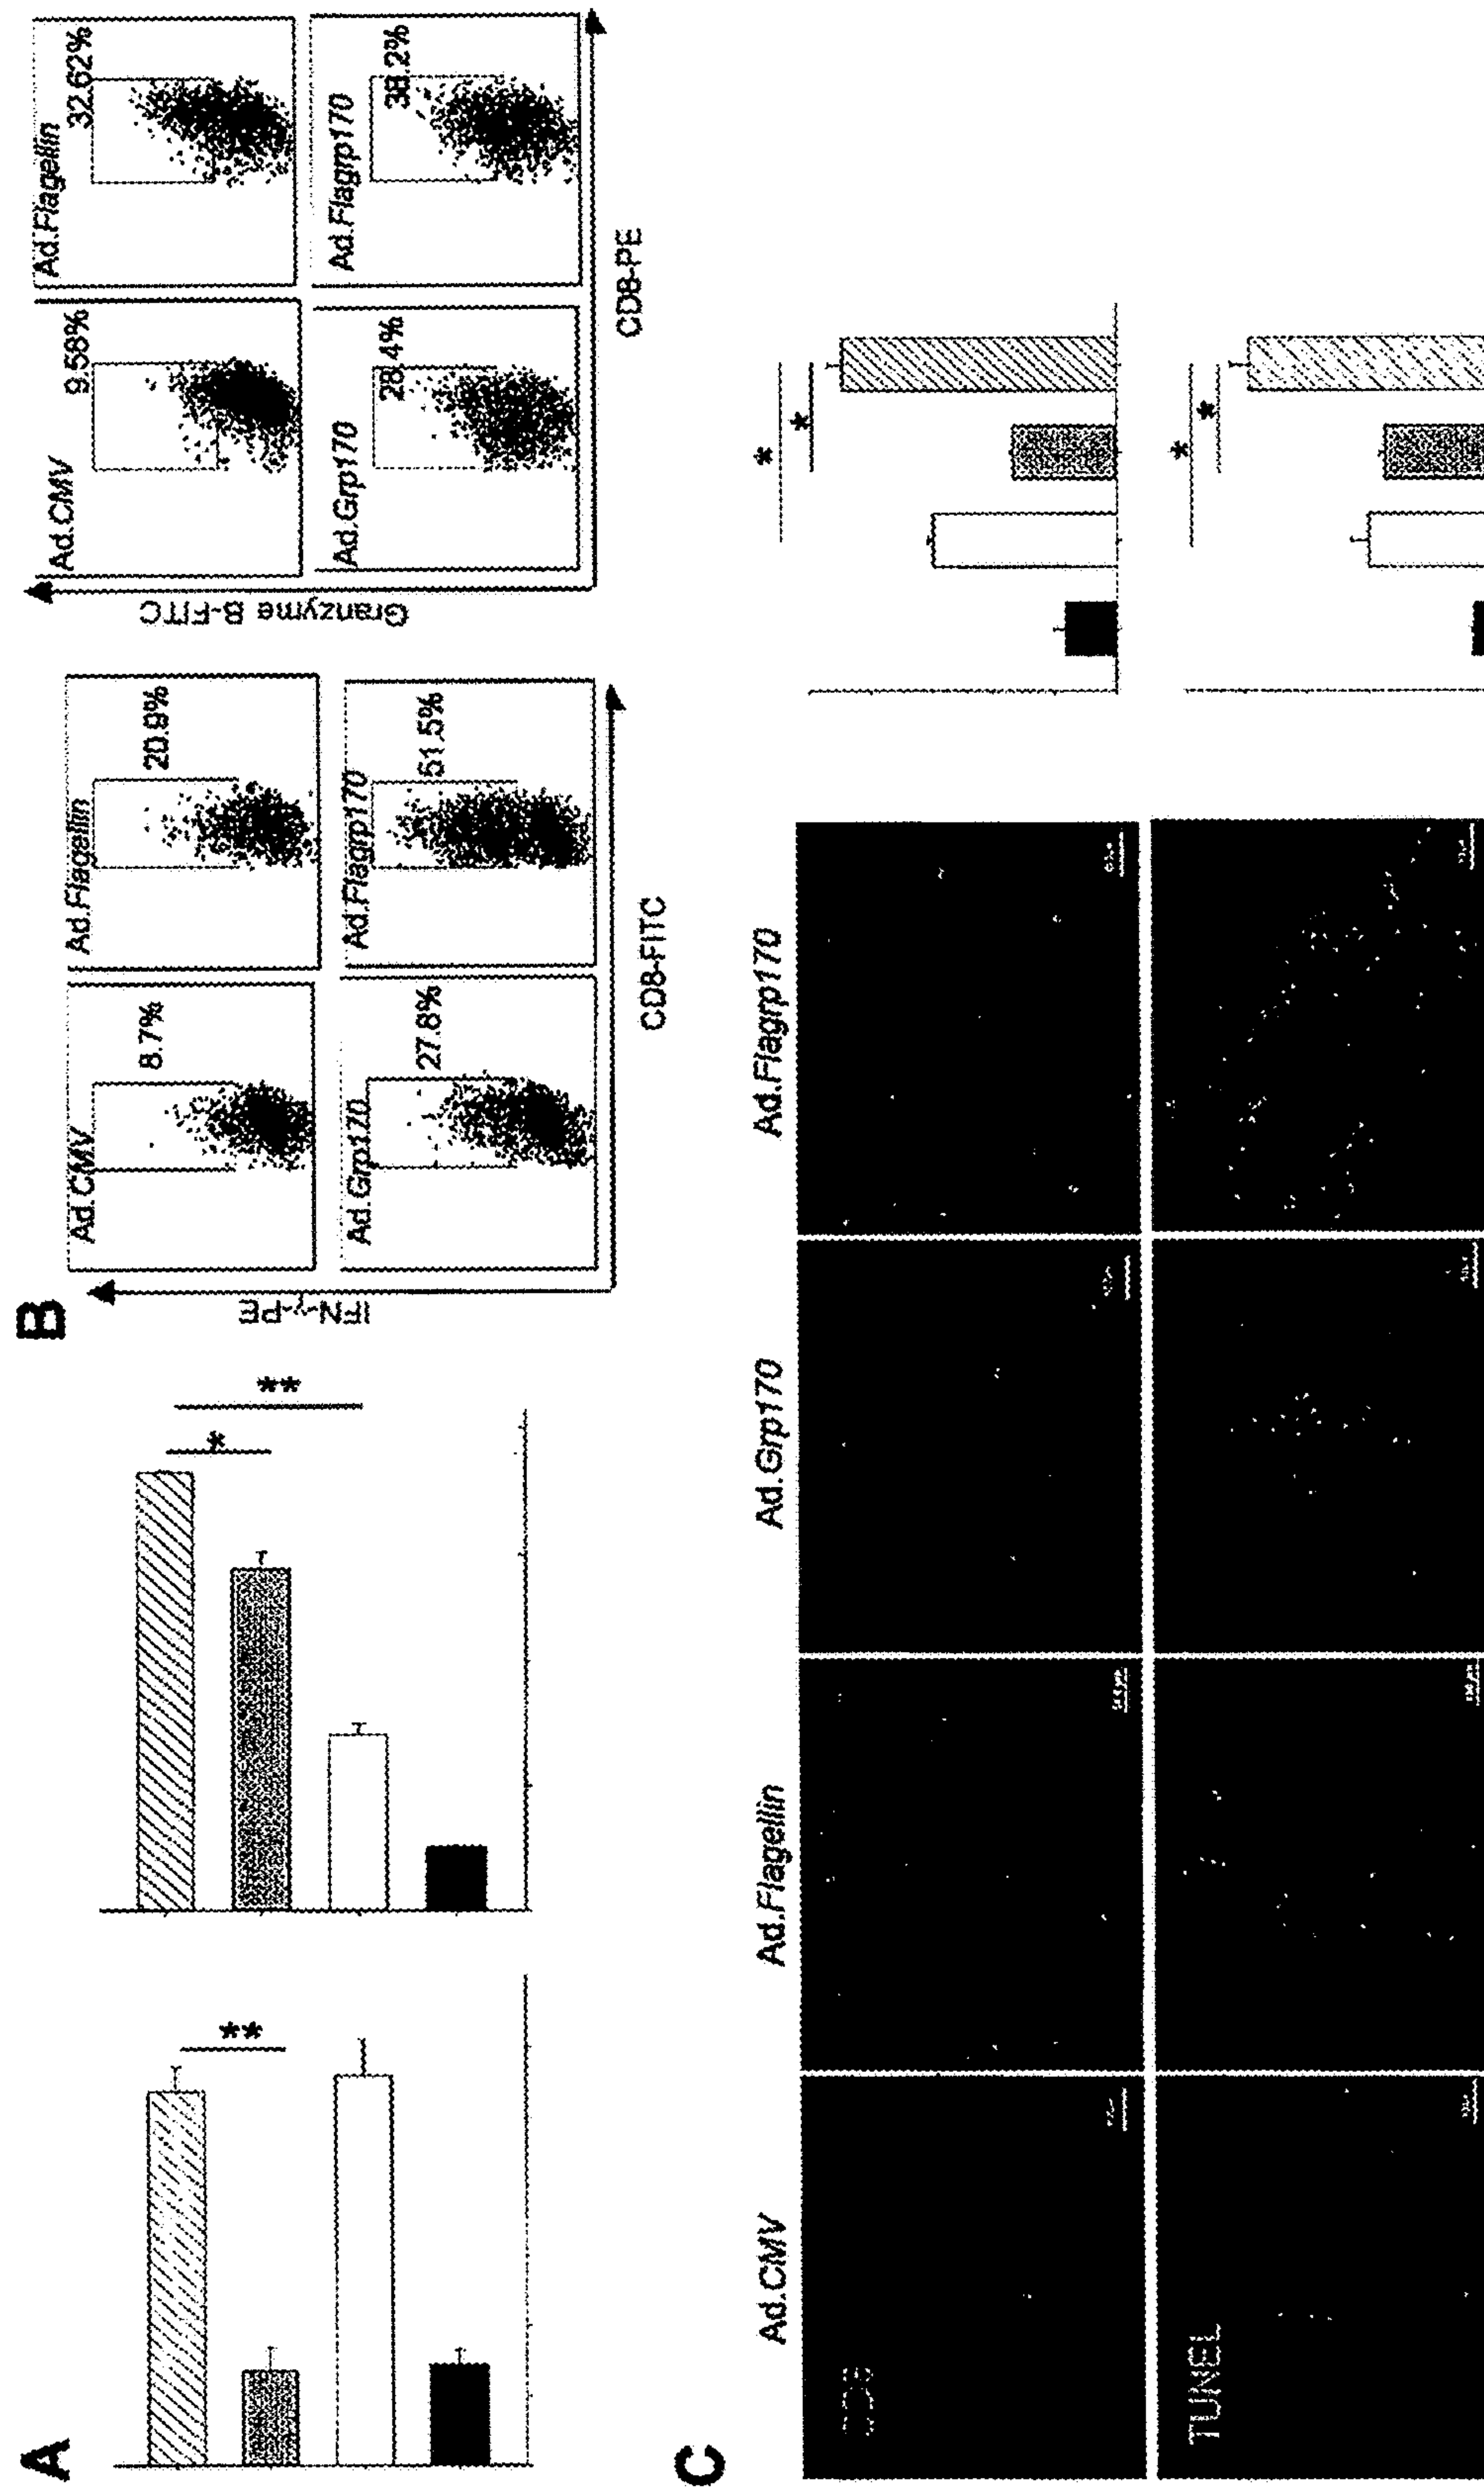 A
**
*
**
B
IFN-γ-PE
Ad.CMV
8.7%
Ad.Flagellin
20.9%
Ad.Grp170
27.8%
Ad.Flagrp170
51.5%
CD8-FITC
Granzyme B-FITC
Ad.CMV
9.58%
Ad.Flagellin
32.62%
Ad.Grp170
28.4%
Ad.Flagrp170
38.2%
CD8-PE
C
Ad.CMV
Ad.Flagellin
Ad.Grp170
Ad.Flagrp170
TUNEL
*
*
*
*